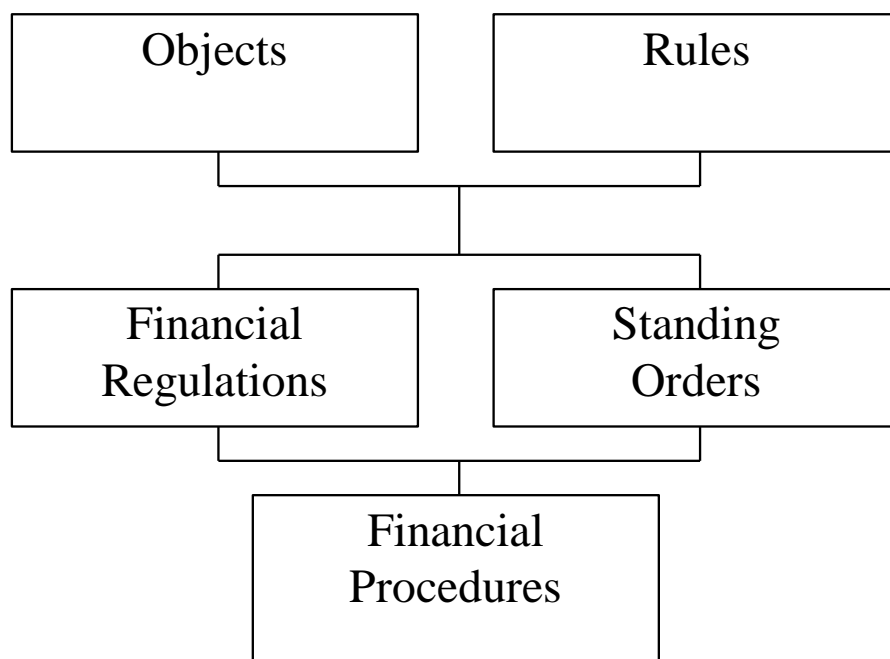 Objects
Rules
Financial
Regulations
Standing
Orders
Financial
Procedures